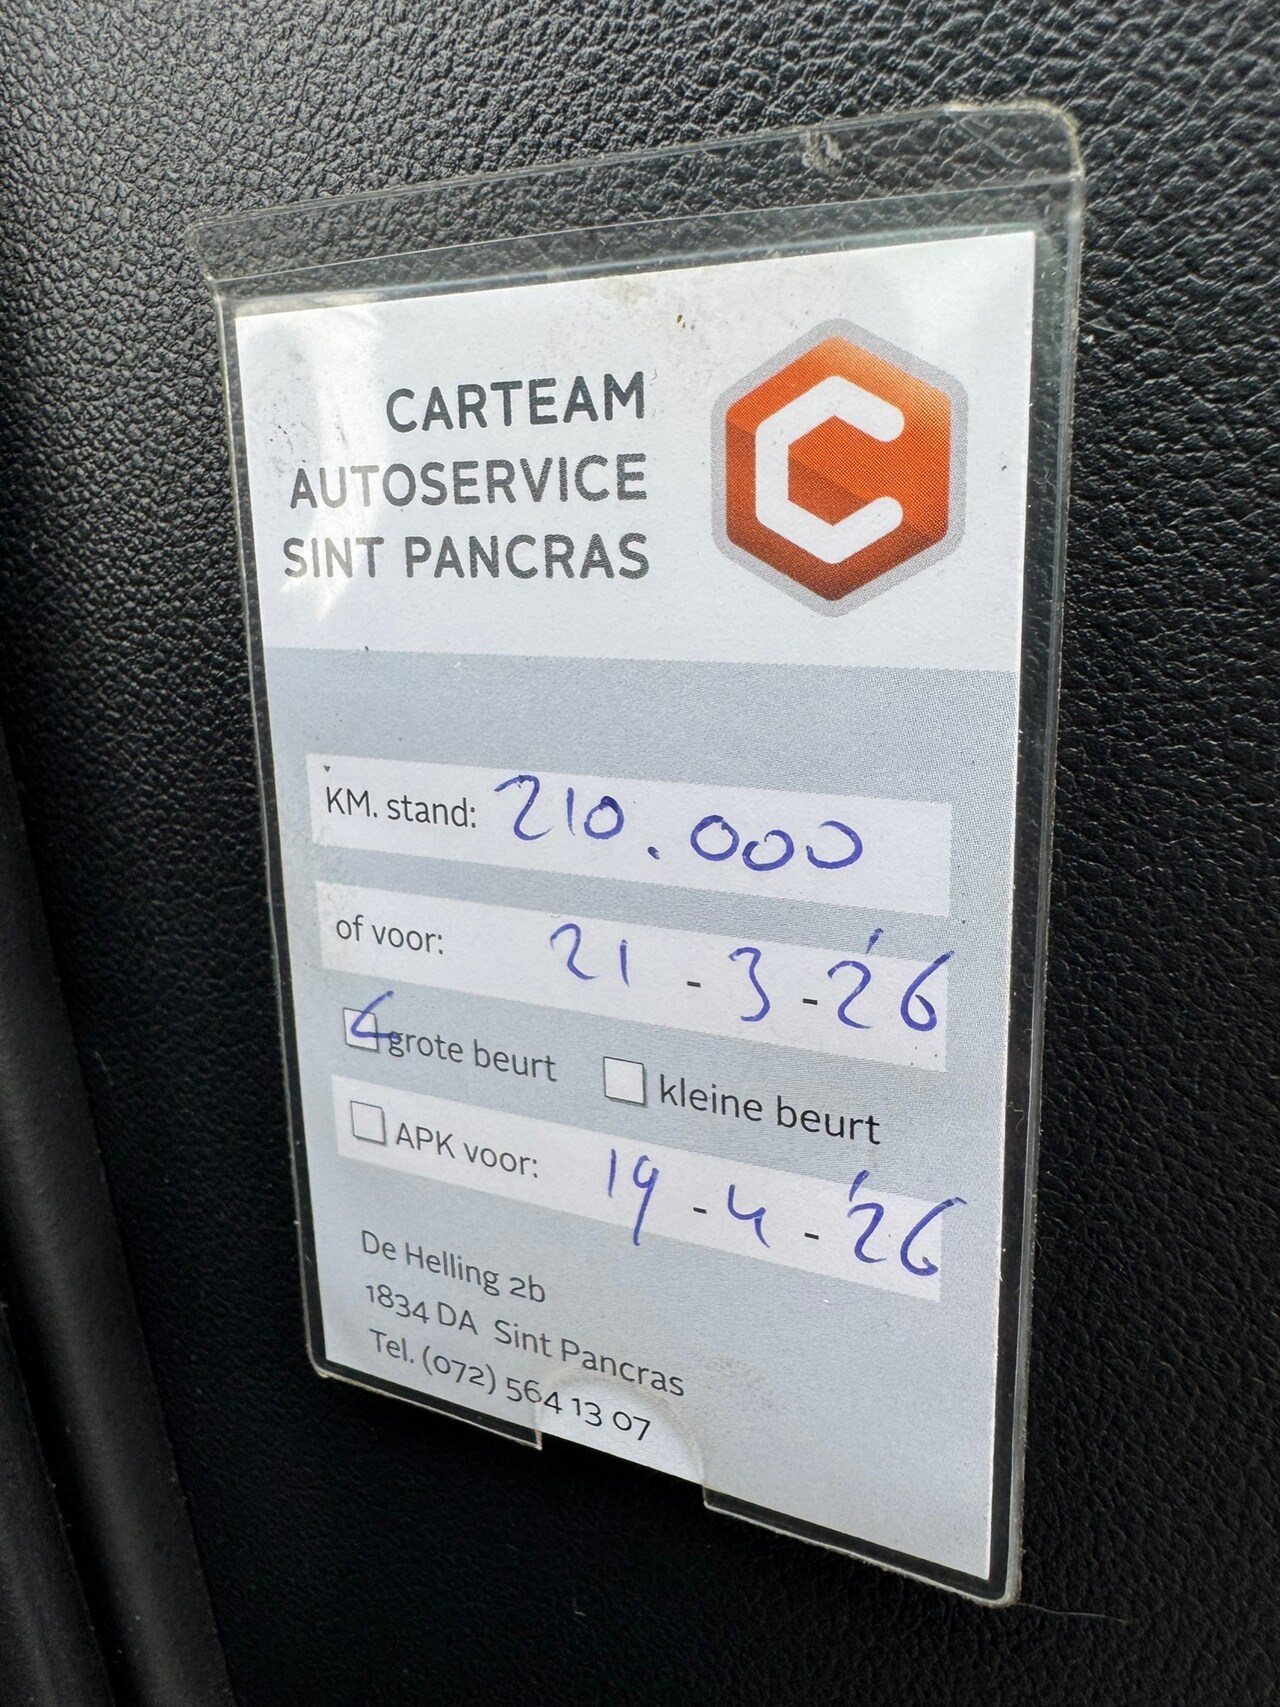 CARTEAM
AUTOSERVICE
SINT PANCRAS
KM. stand: 210.000
of voor: 21 - 3 - '26
grote beurt kleine beurt
APK voor: 19 - 4 - '26
De Helling 2b
1834 DA Sint Pancras
Tel. (072) 564 13 07